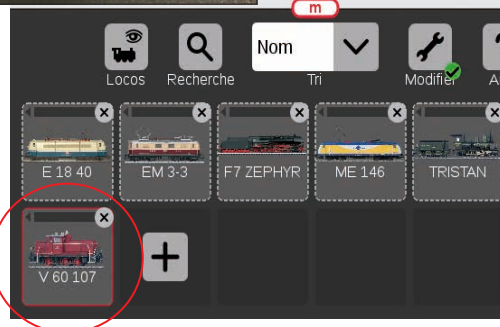 m
Nom
Locos Recherche Tri Modifier
E 18 40 EM 3-3 F7 ZEPHYR ME 146 TRISTAN
V 60 107